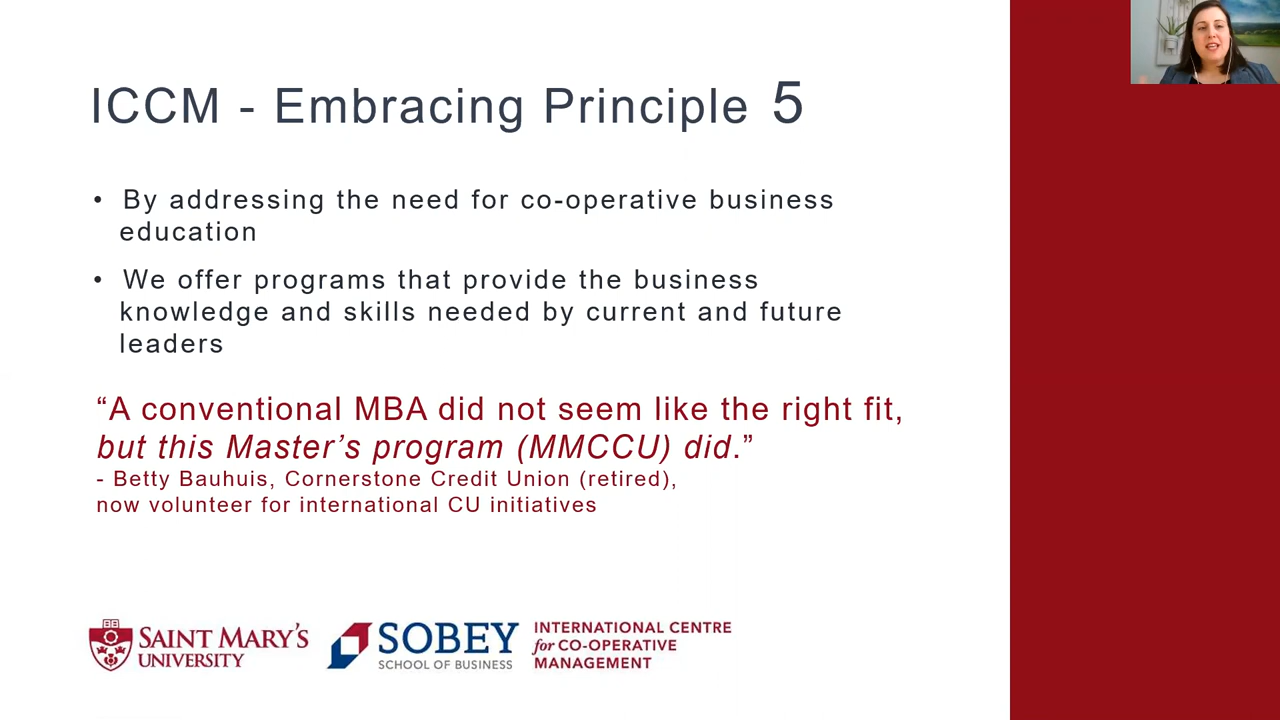 ICCM - Embracing Principle 5
• By addressing the need for co-operative business
education
• We offer programs that provide the business
knowledge and skills needed by current and future
leaders
“A conventional MBA did not seem like the right fit,
but this Master’s program (MMCCU) did.”
- Betty Bauhuis, Cornerstone Credit Union (retired),
now volunteer for international CU initiatives
SAINT MARY'S
UNIVERSITY
SOBEY
SCHOOL OF BUSINESS
INTERNATIONAL CENTRE
for CO-OPERATIVE
MANAGEMENT